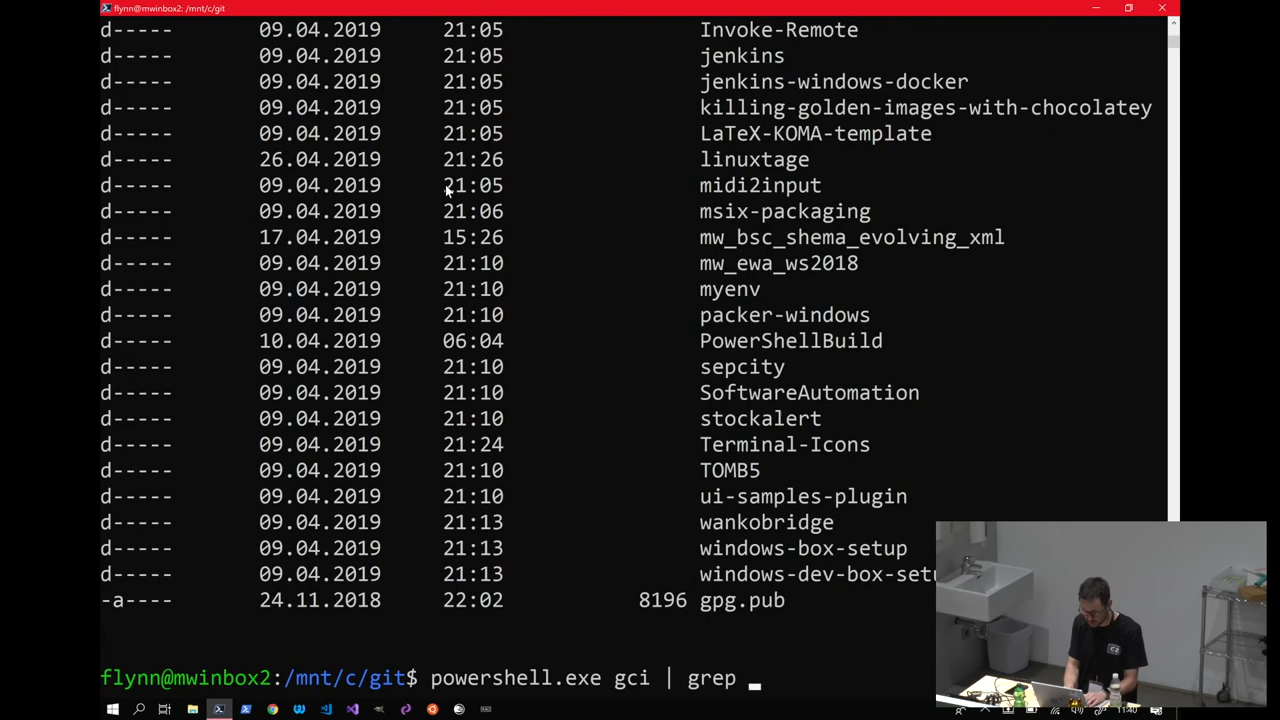 flynn@mwinbox2: /mnt/c/git
d----- 09.04.2019 21:05 Invoke-Remote
d----- 09.04.2019 21:05 jenkins
d----- 09.04.2019 21:05 jenkins-windows-docker
d----- 09.04.2019 21:05 killing-golden-images-with-chocolatey
d----- 09.04.2019 21:05 LaTeX-KOMA-template
d----- 26.04.2019 21:26 linuxtage
d----- 09.04.2019 21:05 midi2input
d----- 09.04.2019 21:06 msix-packaging
d----- 17.04.2019 15:26 mw_bsc_shema_evolving_xml
d----- 09.04.2019 21:10 mw_ewa_ws2018
d----- 09.04.2019 21:10 myenv
d----- 09.04.2019 21:10 packer-windows
d----- 10.04.2019 06:04 PowerShellBuild
d----- 09.04.2019 21:10 sepcity
d----- 09.04.2019 21:10 SoftwareAutomation
d----- 09.04.2019 21:10 stockalert
d----- 09.04.2019 21:24 Terminal-Icons
d----- 09.04.2019 21:10 TOMB5
d----- 09.04.2019 21:10 ui-samples-plugin
d----- 09.04.2019 21:13 wankobridge
d----- 09.04.2019 21:13 windows-box-setup
d----- 09.04.2019 21:13 windows-dev-box-setu
-a---- 24.11.2018 22:02 8196 gpg.pub
flynn@mwinbox2:/mnt/c/git$ powershell.exe gci | grep _
11:40